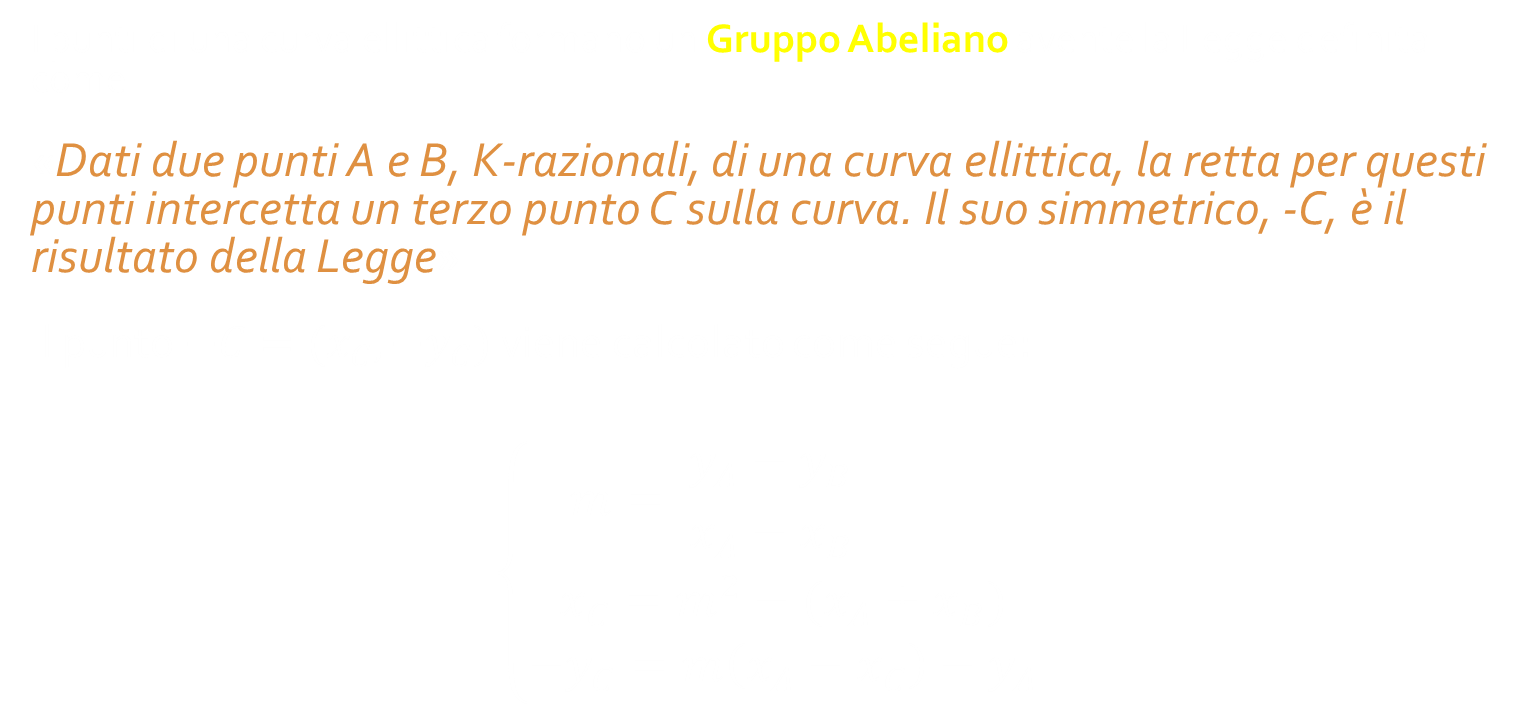 Gruppo Abeliano
Dati due punti A e B, K-razionali, di una curva ellittica, la retta per questi
punti intercetta un terzo punto C sulla curva. Il suo simmetrico, -C, è il
risultato della Legge